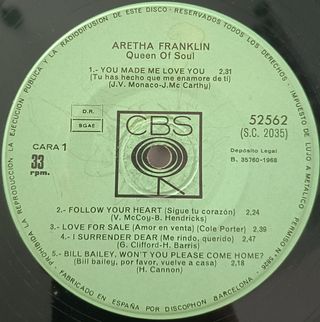 RESERVADOS TODOS LOS DERECHOS - IMPUESTO DE LUJO A METALICO - PERMISO N.º 5826
PROHIBIDA LA REPRODUCCION, LA EJECUCION PUBLICA Y LA RADIODIFUSION DE ESTE DISCO -
ARETHA FRANKLIN
Queen Of Soul
1.- YOU MADE ME LOVE YOU 2,31
(Tu has hecho que me enamore de ti)
(J.V. Monaco-J.Mc Carthy)
D.R.
SGAE
52562
(S.C. 2035)
CBS
CARA 1
33
rpm.
Depósito Legal
B. 35760-1968
2.- FOLLOW YOUR HEART (Sigue tu corazón) 2,24
(V. McCoy-B. Hendricks)
3.- LOVE FOR SALE (Amor en venta) (Cole Porter) 2,39
4.- I SURRENDER DEAR (Me rindo, querido) 2,47
(G. Clifford-H. Barris)
5.- BILL BAILEY, WON'T YOU PLEASE COME HOME?
(Bill bailey, por favor, vuelve a casa) 2,18
(H. Cannon)
FABRICADO EN ESPAÑA POR DISCOPHON BARCELONA -